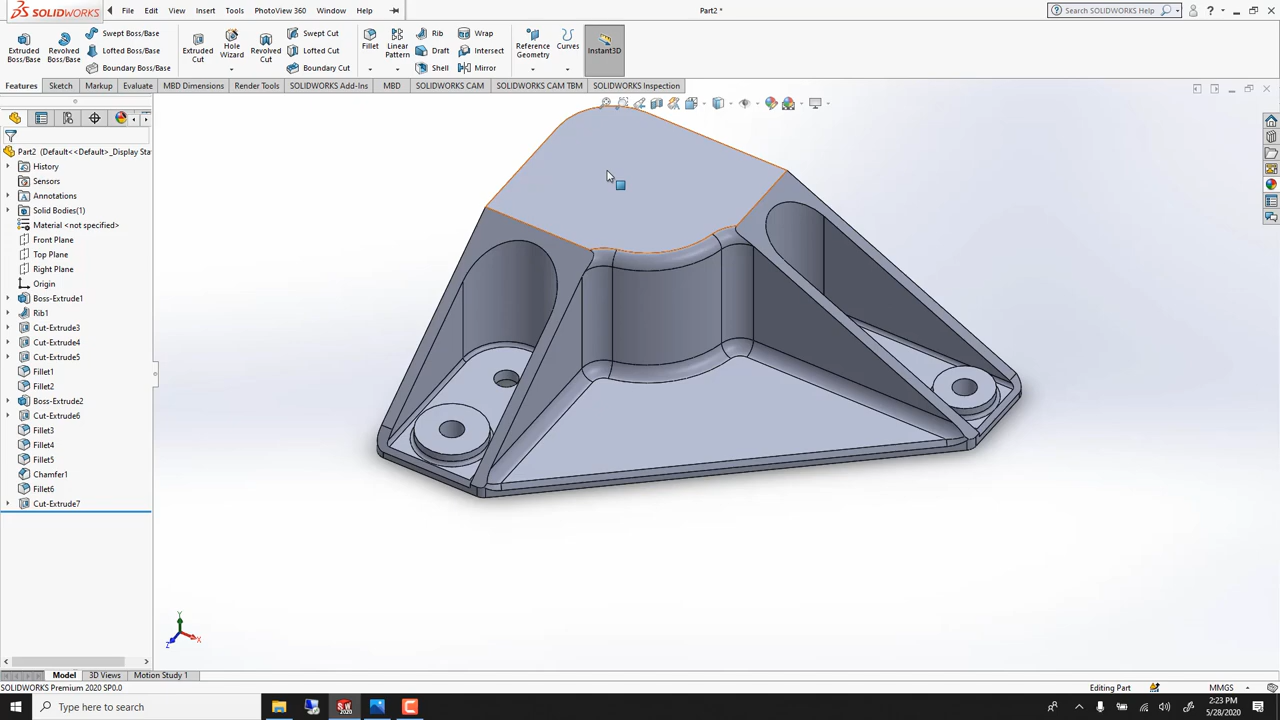 SOLIDWORKS File Edit View Insert Tools PhotoView 360 Window Help Part2 * Search SOLIDWORKS Help
Extruded Boss/Base Revolved Boss/Base Swept Boss/Base Lofted Boss/Base Boundary Boss/Base Extruded Cut Hole Wizard Revolved Cut Swept Cut Lofted Cut Boundary Cut Fillet Linear Pattern Rib Draft Shell Wrap Intersect Mirror Reference Geometry Curves Instant3D
Features Sketch Markup Evaluate MBD Dimensions Render Tools SOLIDWORKS Add-Ins MBD SOLIDWORKS CAM SOLIDWORKS CAM TBM SOLIDWORKS Inspection
Part2 (Default<<Default>_Display Sta
History
Sensors
Annotations
Solid Bodies(1)
Material <not specified>
Front Plane
Top Plane
Right Plane
Origin
Boss-Extrude1
Rib1
Cut-Extrude3
Cut-Extrude4
Cut-Extrude5
Fillet1
Fillet2
Boss-Extrude2
Cut-Extrude6
Fillet3
Fillet4
Fillet5
Chamfer1
Fillet6
Cut-Extrude7
Y
X
Z
Model 3D Views Motion Study 1
SOLIDWORKS Premium 2020 SP0.0 Editing Part MMGS
Type here to search 2:23 PM
5/28/2020